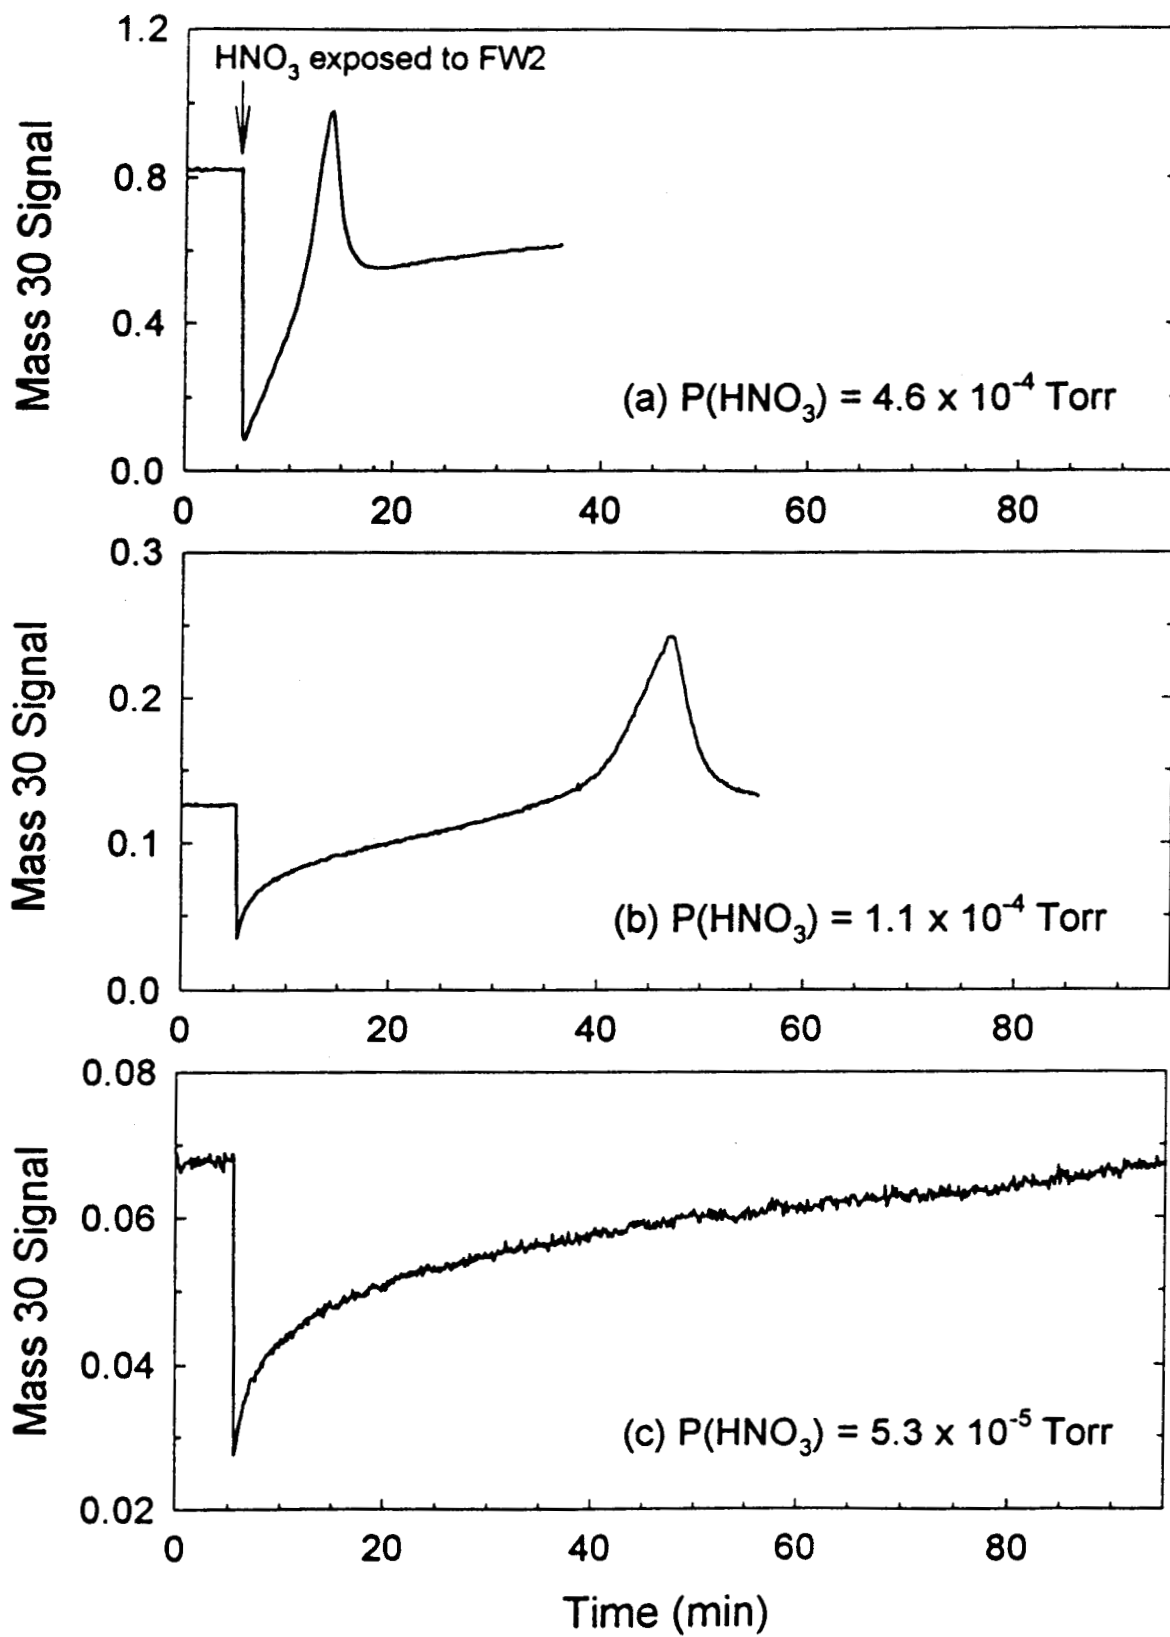 1.2
HNO3 exposed to FW2
0.8
0.4
0.0
Mass 30 Signal
(a) P(HNO3) = 4.6 x 10-4 Torr
0 20 40 60 80
0.3
0.2
0.1
0.0
Mass 30 Signal
(b) P(HNO3) = 1.1 x 10-4 Torr
0 20 40 60 80
0.08
0.06
0.04
0.02
Mass 30 Signal
(c) P(HNO3) = 5.3 x 10-5 Torr
0 20 40 60 80
Time (min)